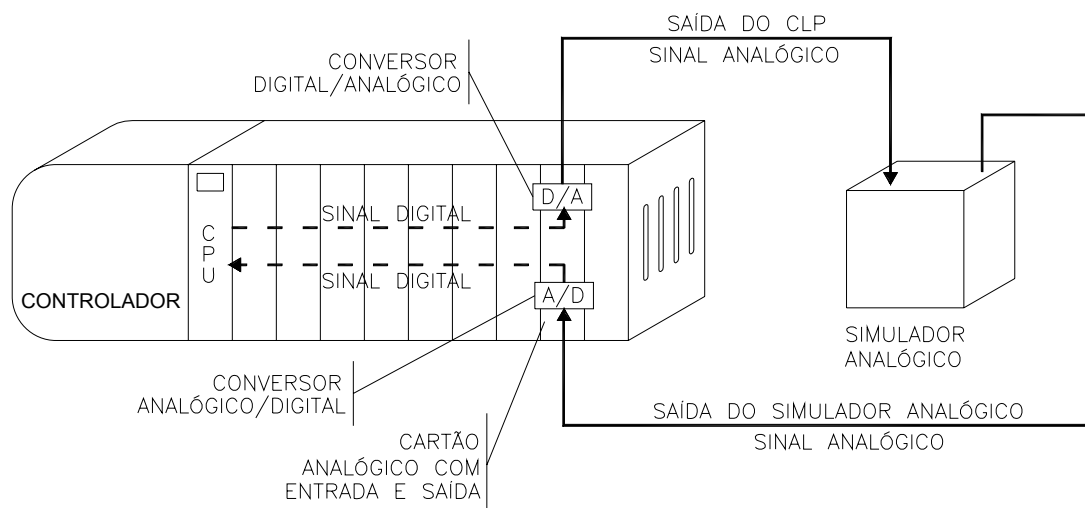 SAÍDA DO CLP
SINAL ANALÓGICO
CONVERSOR
DIGITAL/ANALÓGICO
D/A
SINAL DIGITAL
CPU
SINAL DIGITAL
CONTROLADOR
A/D
SIMULADOR
ANALÓGICO
CONVERSOR
ANALÓGICO/DIGITAL
SAÍDA DO SIMULADOR ANALÓGICO
SINAL ANALÓGICO
CARTÃO
ANALÓGICO COM
ENTRADA E SAÍDA